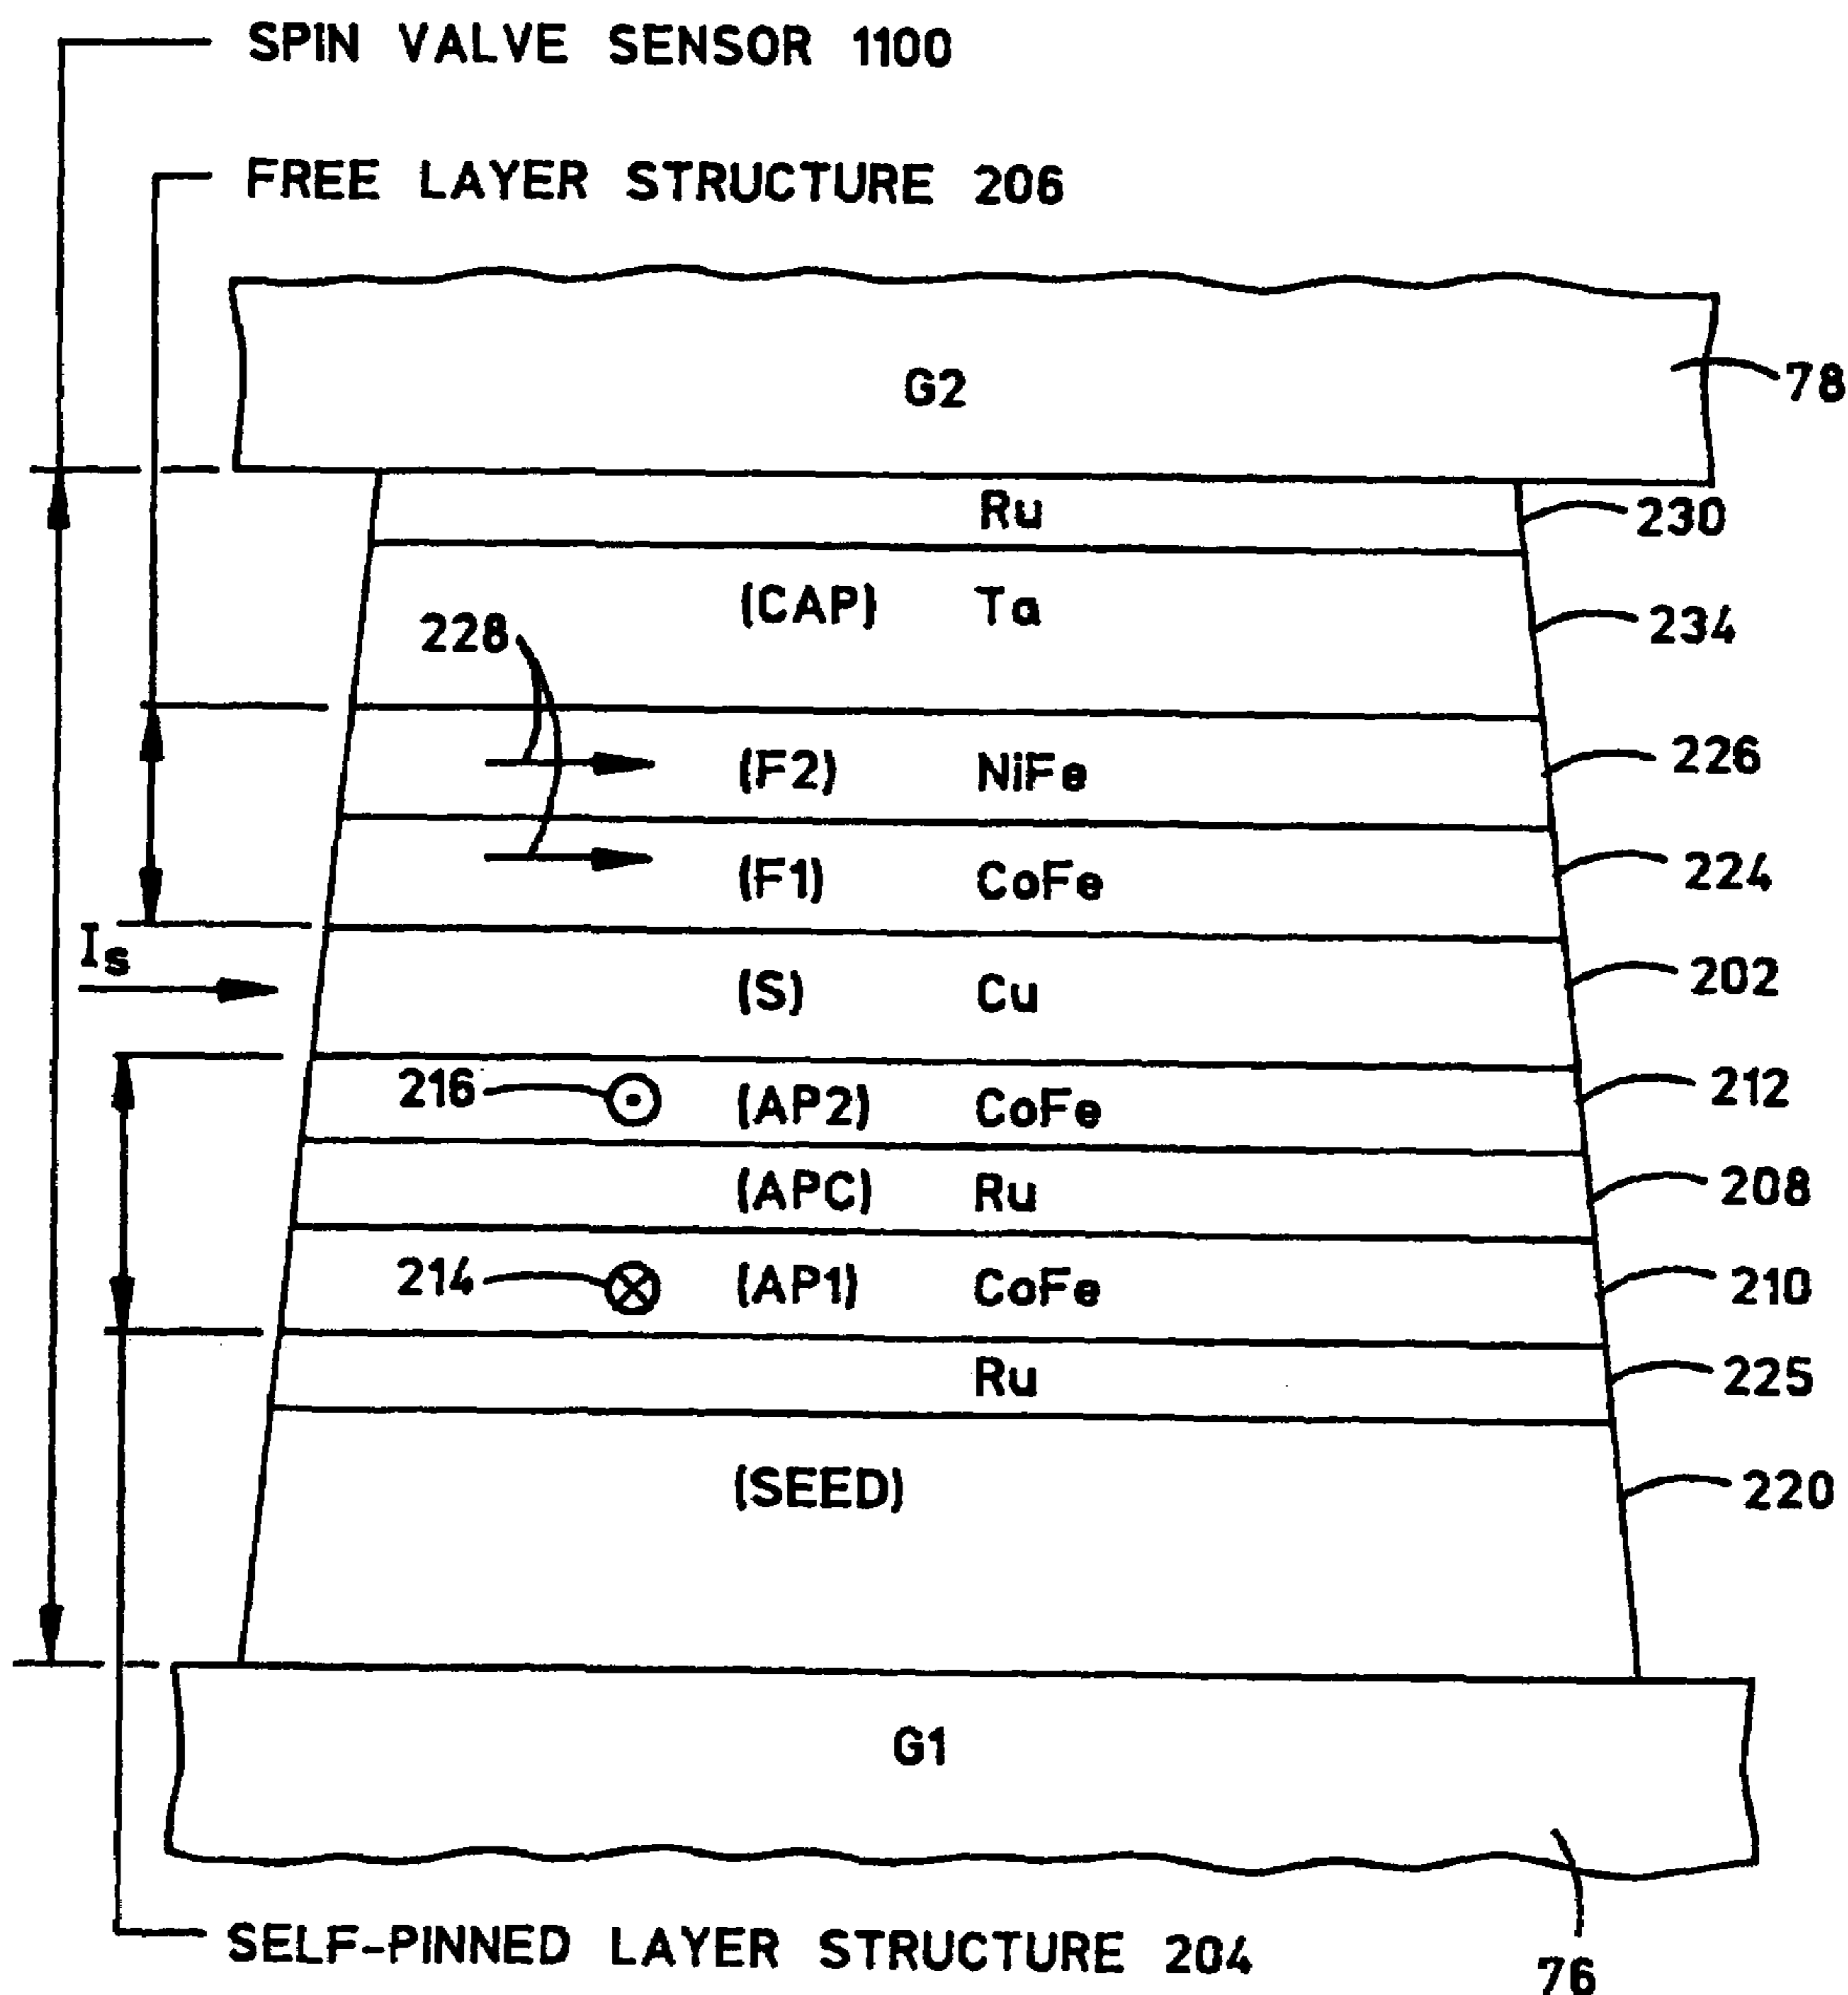 SPIN VALVE SENSOR 1100
FREE LAYER STRUCTURE 206
G2
78
Ru
230
(CAP) Ta
234
228
(F2) NiFe
226
(F1) CoFe
224
Is
(S) Cu
202
216
(AP2) CoFe
212
(APC) Ru
208
214
(AP1) CoFe
210
Ru
225
(SEED)
220
G1
SELF-PINNED LAYER STRUCTURE 204
76